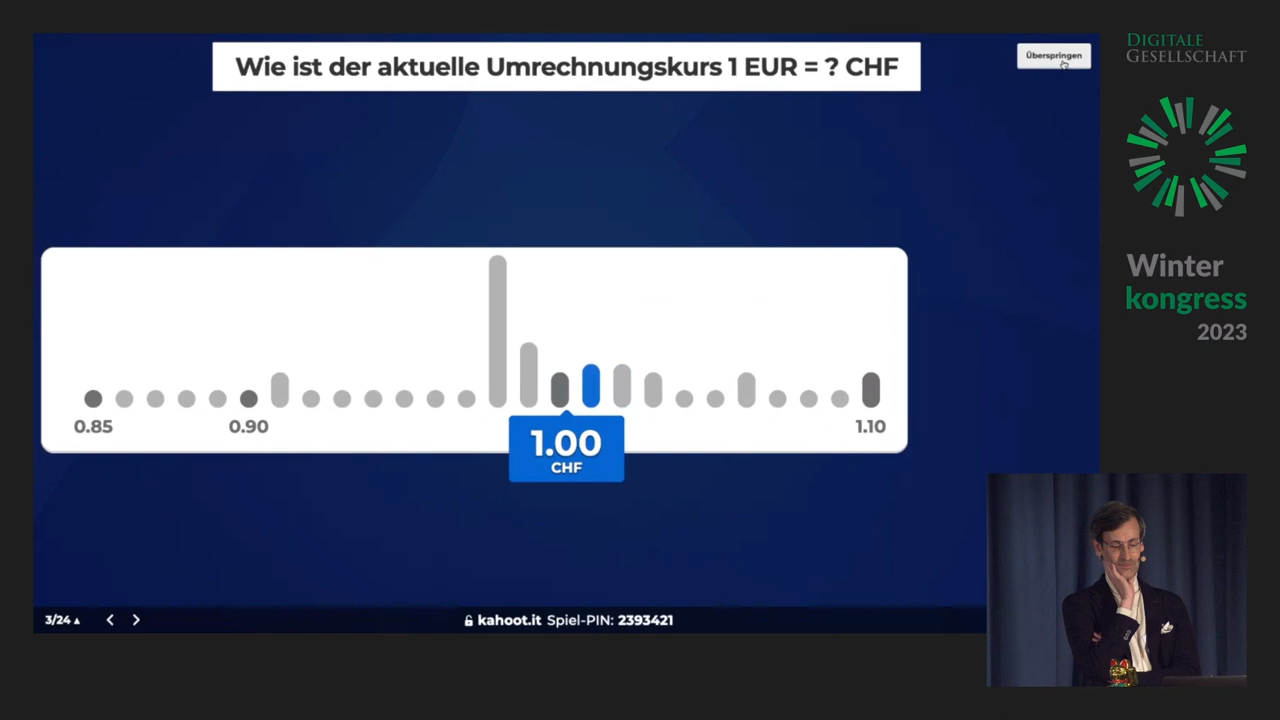 Wie ist der aktuelle Umrechnungskurs 1 EUR = ? CHF
Überspringen
DIGITALE
GESELLSCHAFT
Winter
kongress
2023
0.85
0.90
1.10
1.00
CHF
3/24
kahoot.it Spiel-PIN: 2393421